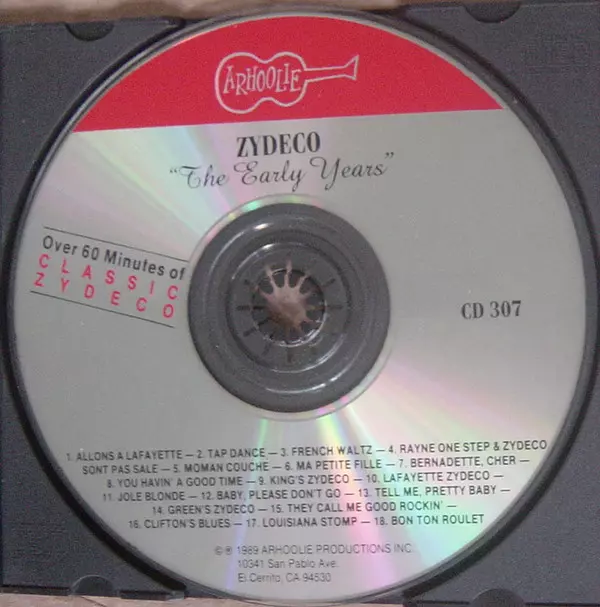 ARHOOLIE
ZYDECO
"The Early Years"
Over 60 Minutes of
CLASSIC
ZYDECO
CD 307
1. ALLONS A LAFAYETTE — 2. TAP DANCE — 3. FRENCH WALTZ — 4. RAYNE ONE STEP & ZYDECO
SONT PAS SALE — 5. MOMAN COUCHE — 6. MA PETITE FILLE — 7. BERNADETTE, CHER —
8. YOU HAVIN' A GOOD TIME — 9. KING'S ZYDECO — 10. LAFAYETTE ZYDECO —
11. JOLE BLONDE — 12. BABY, PLEASE DON'T GO — 13. TELL ME, PRETTY BABY —
14. GREEN'S ZYDECO — 15. THEY CALL ME GOOD ROCKIN' —
16. CLIFTON'S BLUES — 17. LOUISIANA STOMP — 18. BON TON ROULET
© ℗ 1989 ARHOOLIE PRODUCTIONS INC.
10341 San Pablo Ave.
El Cerrito, CA 94530